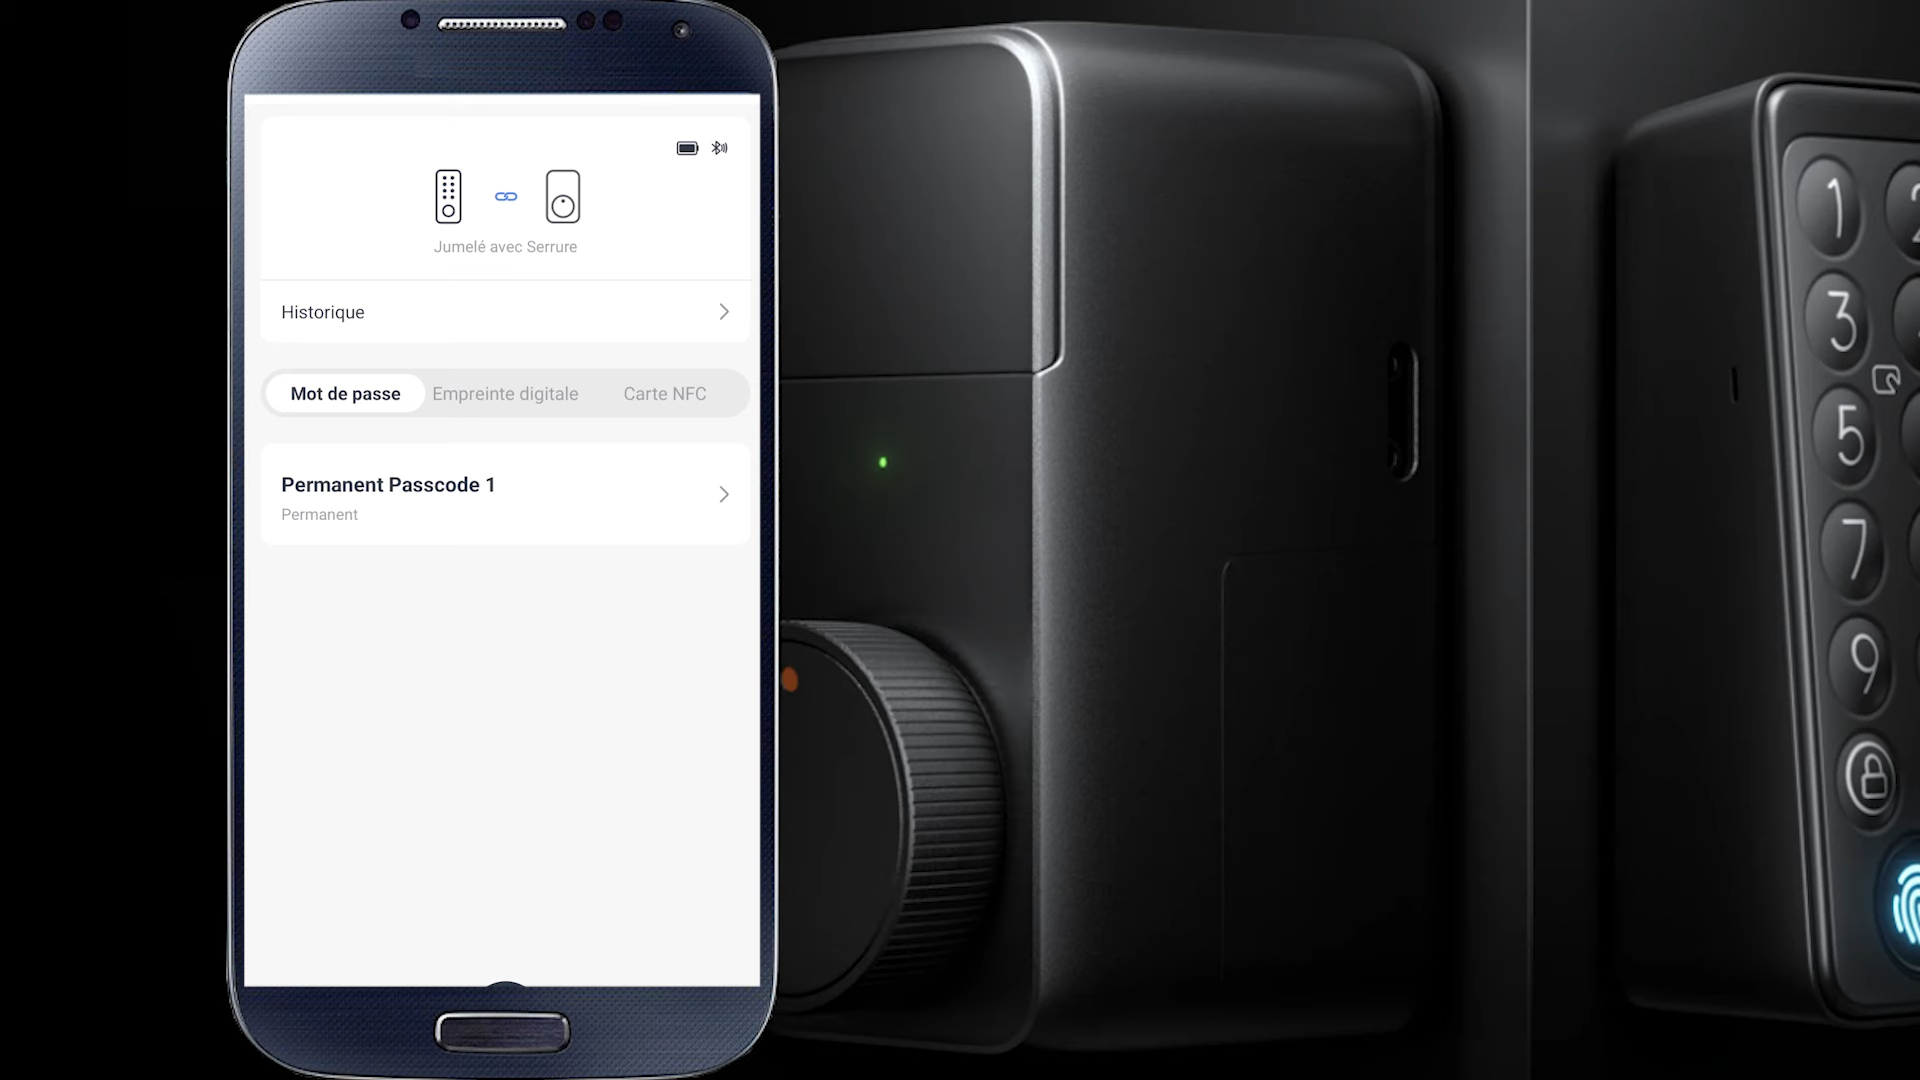 Jumelé avec Serrure
Historique
Mot de passe Empreinte digitale Carte NFC
Permanent Passcode 1
Permanent
1 2
3
5
7
9